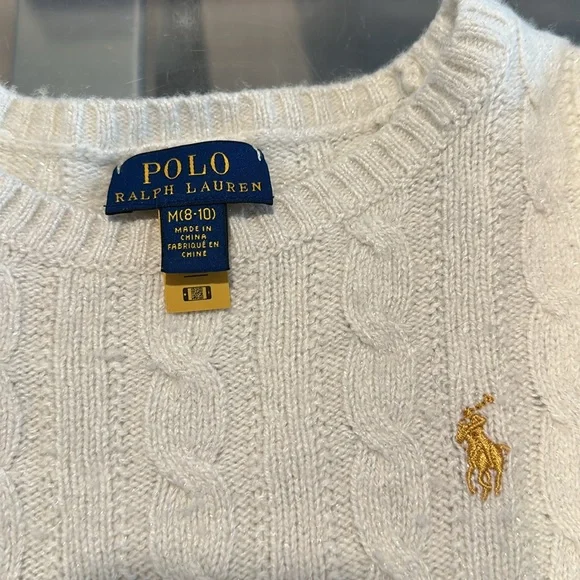 POLO
RALPH LAUREN
M(8-10)
MADE IN
CHINA
FABRIQUÉ EN
CHINE